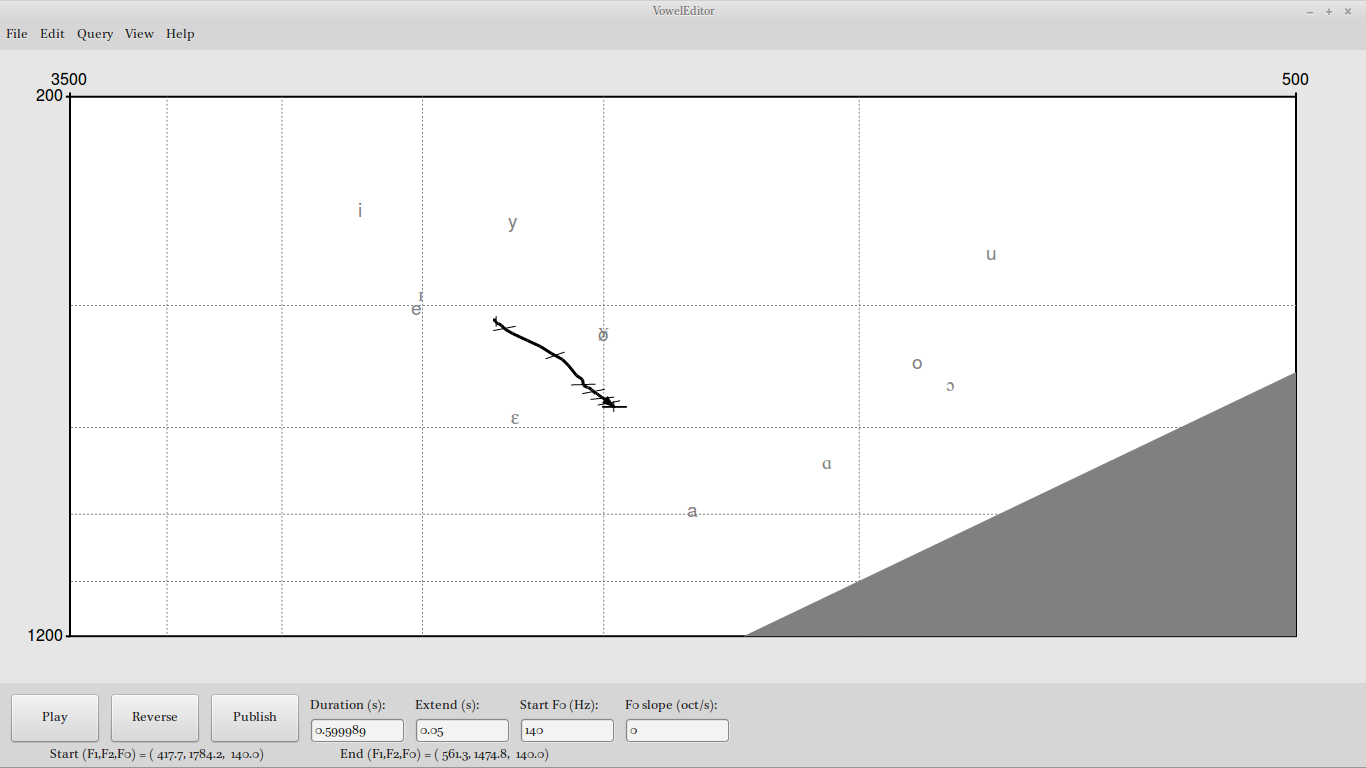 VowelEditor
File Edit Query View Help
3500 500
200
i
y
u
ɪ
e
o
ɔ
ɛ
ɑ
a
1200
Play Reverse Publish
Duration (s): Extend (s): Start F0 (Hz): F0 slope (oct/s):
0.599989 0.05 140 0
Start (F1,F2,F0) = ( 417.7, 1784.2, 140.0) End (F1,F2,F0) = ( 561.3, 1474.8, 140.0)